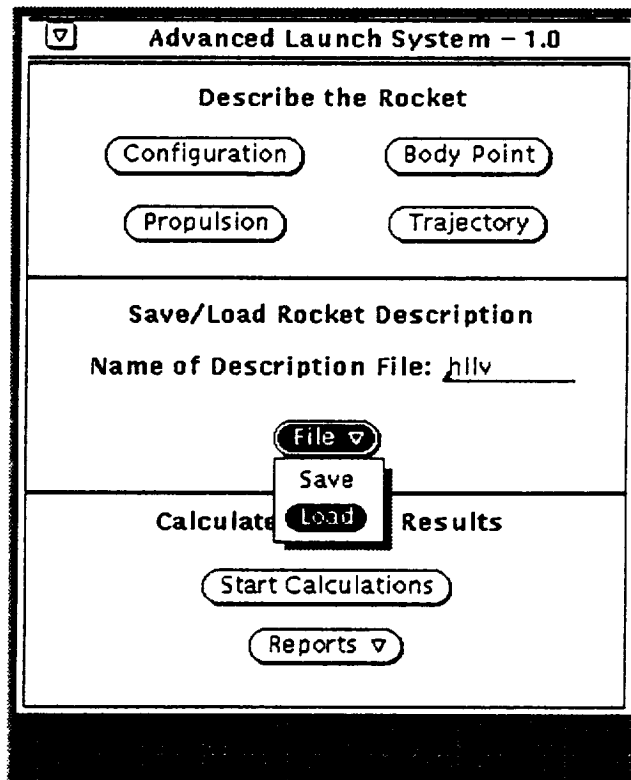 Advanced Launch System – 1.0
Describe the Rocket
Configuration Body Point
Propulsion Trajectory
Save/Load Rocket Description
Name of Description File: hllv
File
Save
Calculate Load Results
Start Calculations
Reports